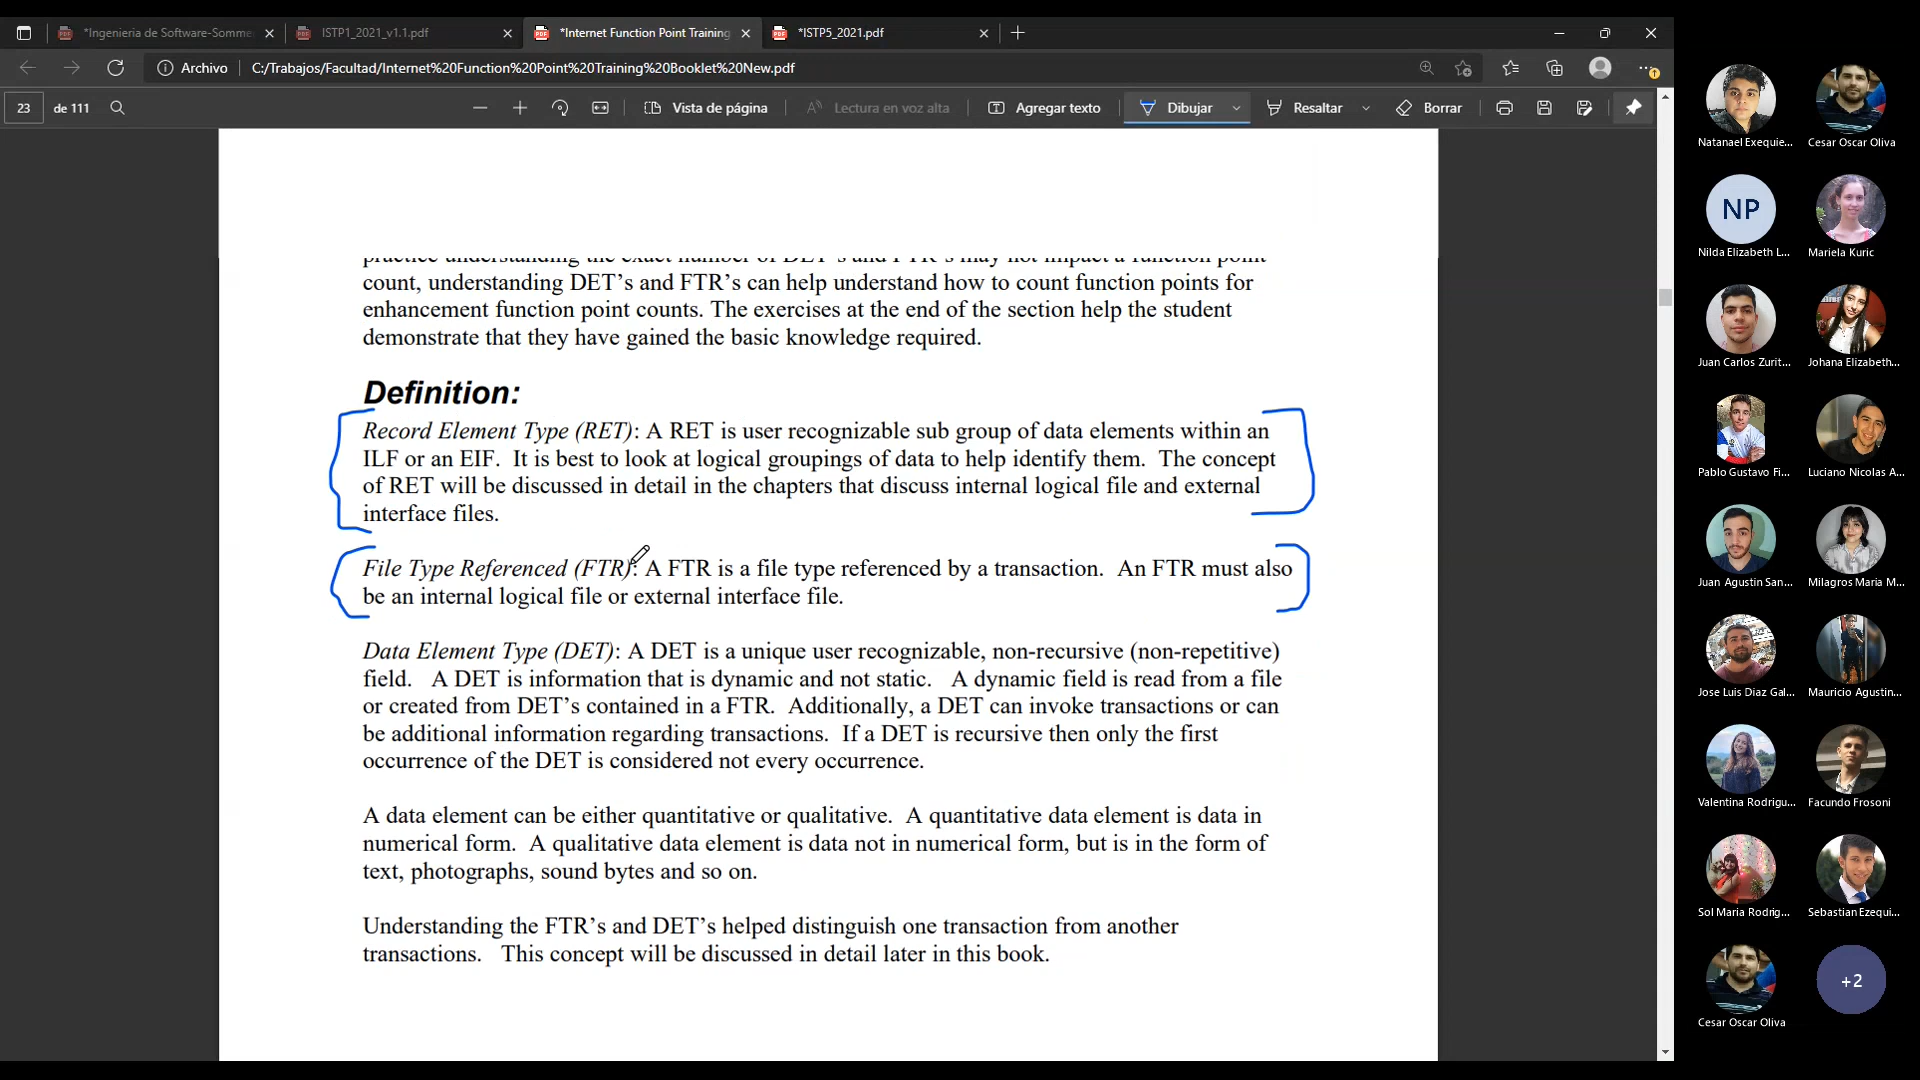 *Ingenieria de Software-Somme
ISTP1_2021_v1.1.pdf
*Internet Function Point Training
*ISTP5_2021.pdf
Archivo
C:/Trabajos/Facultad/Internet%20Function%20Point%20Training%20Booklet%20New.pdf
23 de 111
Vista de página
Lectura en voz alta
Agregar texto
Dibujar
Resaltar
Borrar
practice understanding the exact number of DET's and FTR's may not impact a function point
count, understanding DET’s and FTR’s can help understand how to count function points for
enhancement function point counts. The exercises at the end of the section help the student
demonstrate that they have gained the basic knowledge required.
Definition:
Record Element Type (RET): A RET is user recognizable sub group of data elements within an
ILF or an EIF. It is best to look at logical groupings of data to help identify them. The concept
of RET will be discussed in detail in the chapters that discuss internal logical file and external
interface files.
File Type Referenced (FTR): A FTR is a file type referenced by a transaction. An FTR must also
be an internal logical file or external interface file.
Data Element Type (DET): A DET is a unique user recognizable, non-recursive (non-repetitive)
field. A DET is information that is dynamic and not static. A dynamic field is read from a file
or created from DET’s contained in a FTR. Additionally, a DET can invoke transactions or can
be additional information regarding transactions. If a DET is recursive then only the first
occurrence of the DET is considered not every occurrence.
A data element can be either quantitative or qualitative. A quantitative data element is data in
numerical form. A qualitative data element is data not in numerical form, but is in the form of
text, photographs, sound bytes and so on.
Understanding the FTR’s and DET’s helped distinguish one transaction from another
transactions. This concept will be discussed in detail later in this book.
Natanael Exequie...
Cesar Oscar Oliva
NP
Nilda Elizabeth L...
Mariela Kuric
Juan Carlos Zurit...
Johana Elizabeth...
Pablo Gustavo Fi...
Luciano Nicolas A...
Juan Agustin San...
Milagros Maria M...
Jose Luis Diaz Gal...
Mauricio Agustin...
Valentina Rodrigu...
Facundo Frosoni
Sol Maria Rodrig...
Sebastian Ezequi...
Cesar Oscar Oliva
+2